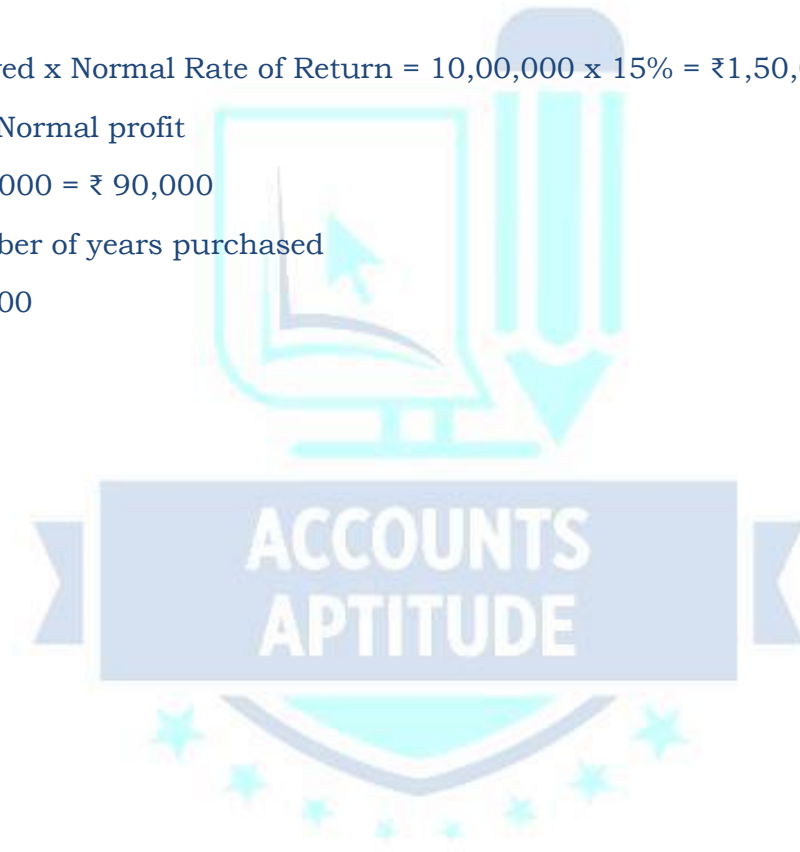 ed x Normal Rate of Return = 10,00,000 x 15% = ₹1,50,
Normal profit
000 = ₹ 90,000
ber of years purchased
00
ACCOUNTS
APTITUDE